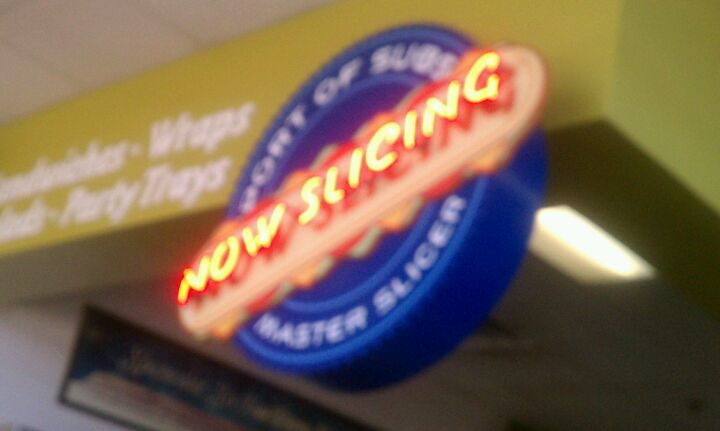 Sandwiches · Wraps
Salads · Party Trays
PORT OF SUBS
NOW SLICING
MASTER SLICER